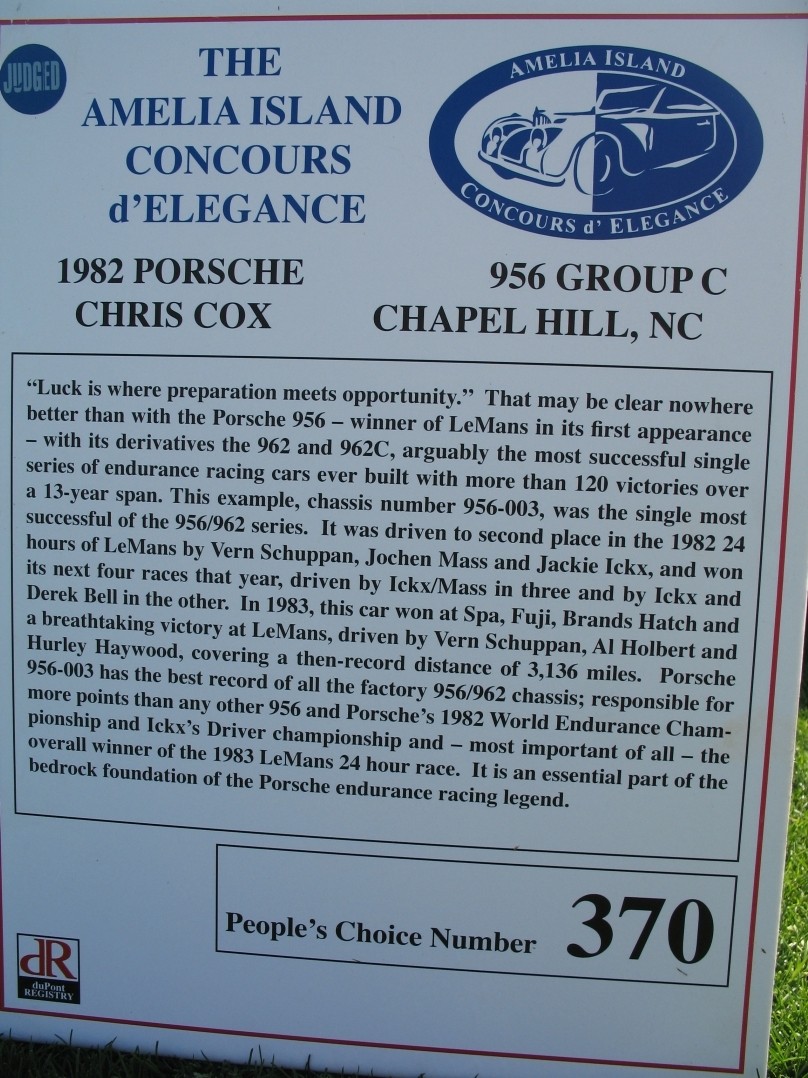 JUDGED
THE
AMELIA ISLAND
CONCOURS
d'ELEGANCE
AMELIA ISLAND
CONCOURS d' ELEGANCE
1982 PORSCHE 956 GROUP C
CHRIS COX CHAPEL HILL, NC
“Luck is where preparation meets opportunity.” That may be clear nowhere
better than with the Porsche 956 – winner of LeMans in its first appearance
– with its derivatives the 962 and 962C, arguably the most successful single
series of endurance racing cars ever built with more than 120 victories over
a 13-year span. This example, chassis number 956-003, was the single most
successful of the 956/962 series. It was driven to second place in the 1982 24
hours of LeMans by Vern Schuppan, Jochen Mass and Jackie Ickx, and won
its next four races that year, driven by Ickx/Mass in three and by Ickx and
Derek Bell in the other. In 1983, this car won at Spa, Fuji, Brands Hatch and
a breathtaking victory at LeMans, driven by Vern Schuppan, Al Holbert and
Hurley Haywood, covering a then-record distance of 3,136 miles. Porsche
956-003 has the best record of all the factory 956/962 chassis; responsible for
more points than any other 956 and Porsche's 1982 World Endurance Cham-
pionship and Ickx's Driver championship and – most important of all – the
overall winner of the 1983 LeMans 24 hour race. It is an essential part of the
bedrock foundation of the Porsche endurance racing legend.
People's Choice Number 370
dR
duPont
REGISTRY